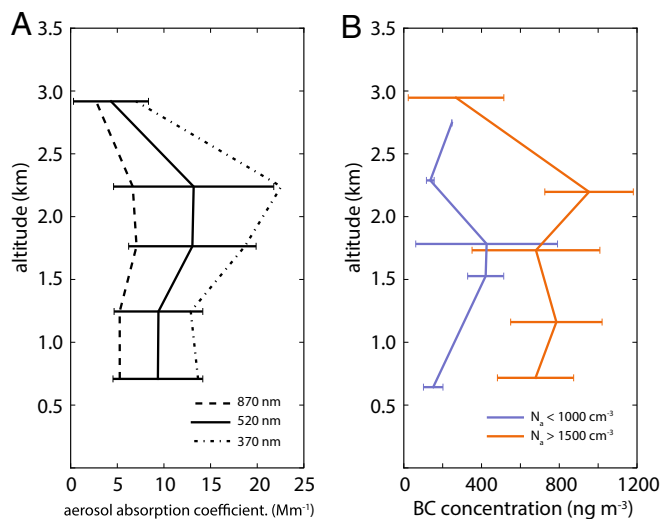 A
B
altitude (km)
3.5
3.0
2.5
2.0
1.5
1.0
0.5
0
5
10
15
20
25
aerosol absorption coefficient. (Mm⁻¹)
870 nm
520 nm
370 nm
altitude (km)
3.5
3.0
2.5
2.0
1.5
1.0
0.5
0
400
800
1200
BC concentration (ng m⁻³)
Nₐ < 1000 cm⁻³
Nₐ > 1500 cm⁻³